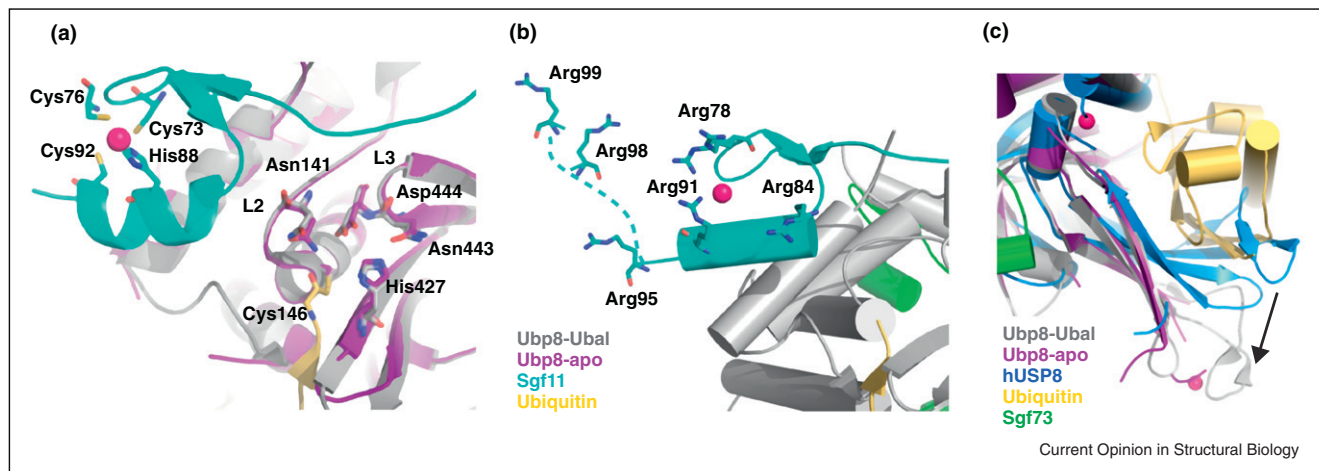 (a)
Cys76
Cys73
Cys92
His88
Asn141
L3
L2
Asp444
Asn443
His427
Cys146
(b)
Arg99
Arg78
Arg98
Arg91
Arg84
Arg95
Ubp8-Ubal
Ubp8-apo
Sgf11
Ubiquitin
(c)
Ubp8-Ubal
Ubp8-apo
hUSP8
Ubiquitin
Sgf73
Current Opinion in Structural Biology